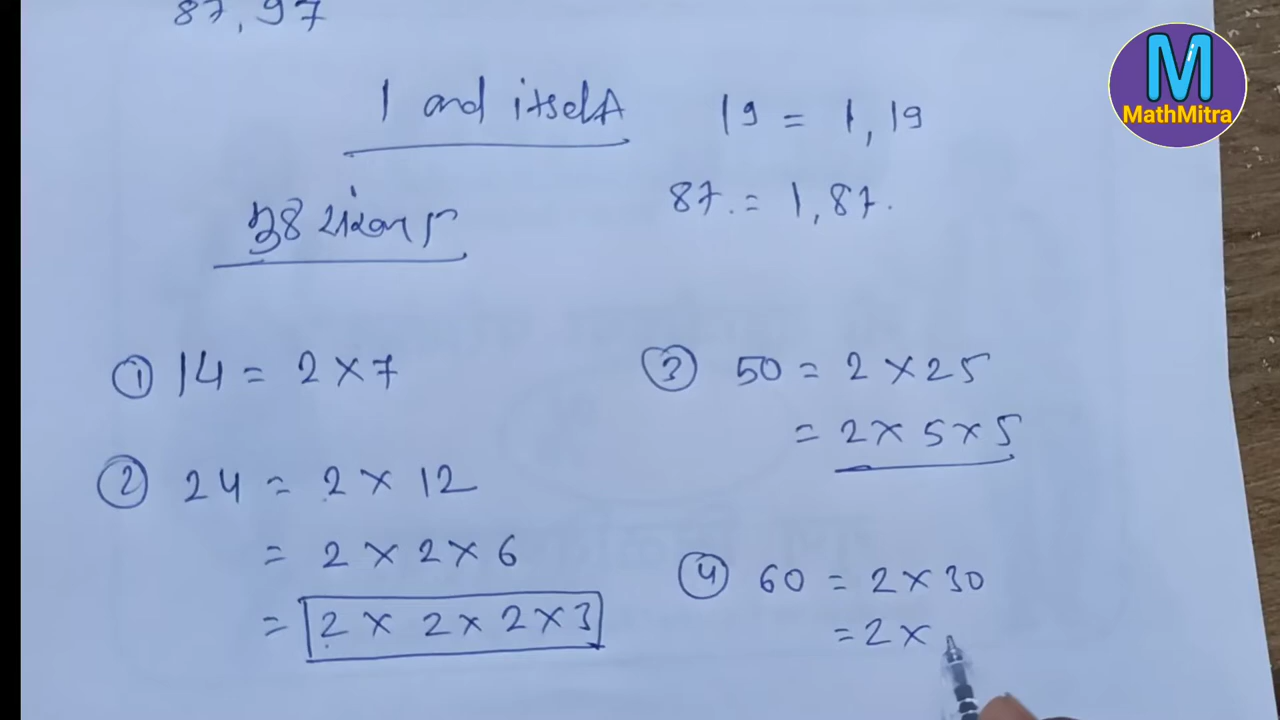 87, 97
1 and itself
19 = 1, 19
87. = 1, 87.
① 14 = 2 × 7
② 24 = 2 × 12
= 2 × 2 × 6
= 2 × 2 × 2 × 3
③ 50 = 2 × 25
= 2 × 5 × 5
④ 60 = 2 × 30
= 2 ×
M
MathMitra